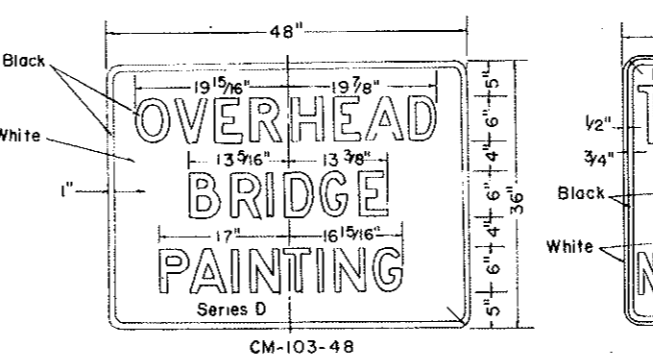 48"
Black
19 15/16" 19 7/8"
OVERHEAD
White
13 5/16" 13 3/8"
1"
BRIDGE
17" 16 15/16"
PAINTING
Series D
5"
6"
4"
6"
4"
6"
5"
36"
CM-103-48
1/2"
3/4"
Black
White
T
N